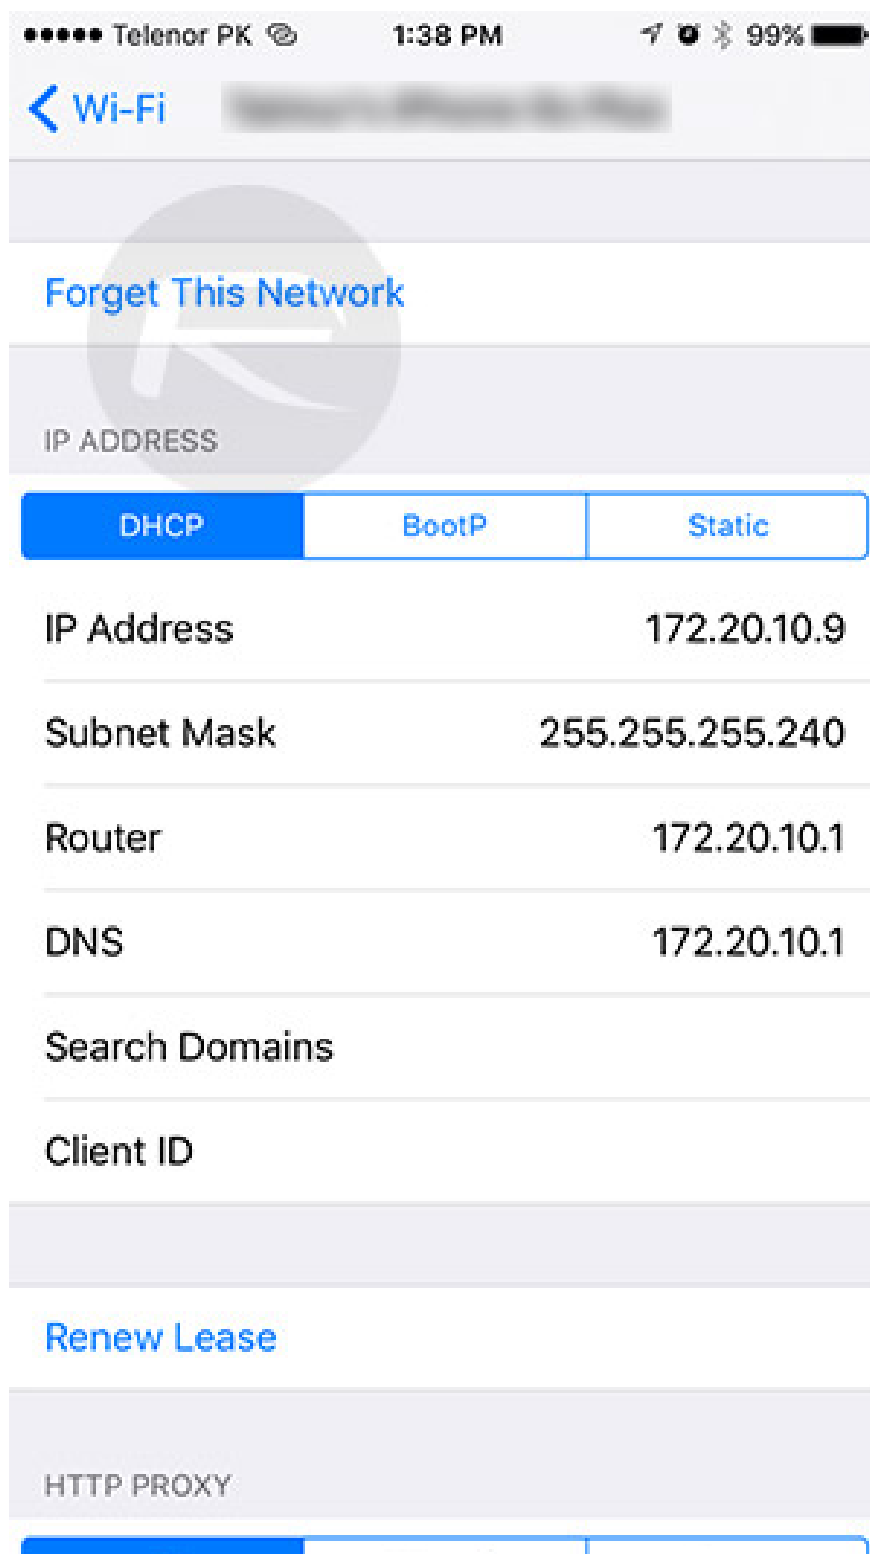 Telenor PK 1:38 PM 99%
Wi-Fi
Forget This Network
IP ADDRESS
DHCP BootP Static
IP Address 172.20.10.9
Subnet Mask 255.255.255.240
Router 172.20.10.1
DNS 172.20.10.1
Search Domains
Client ID
Renew Lease
HTTP PROXY